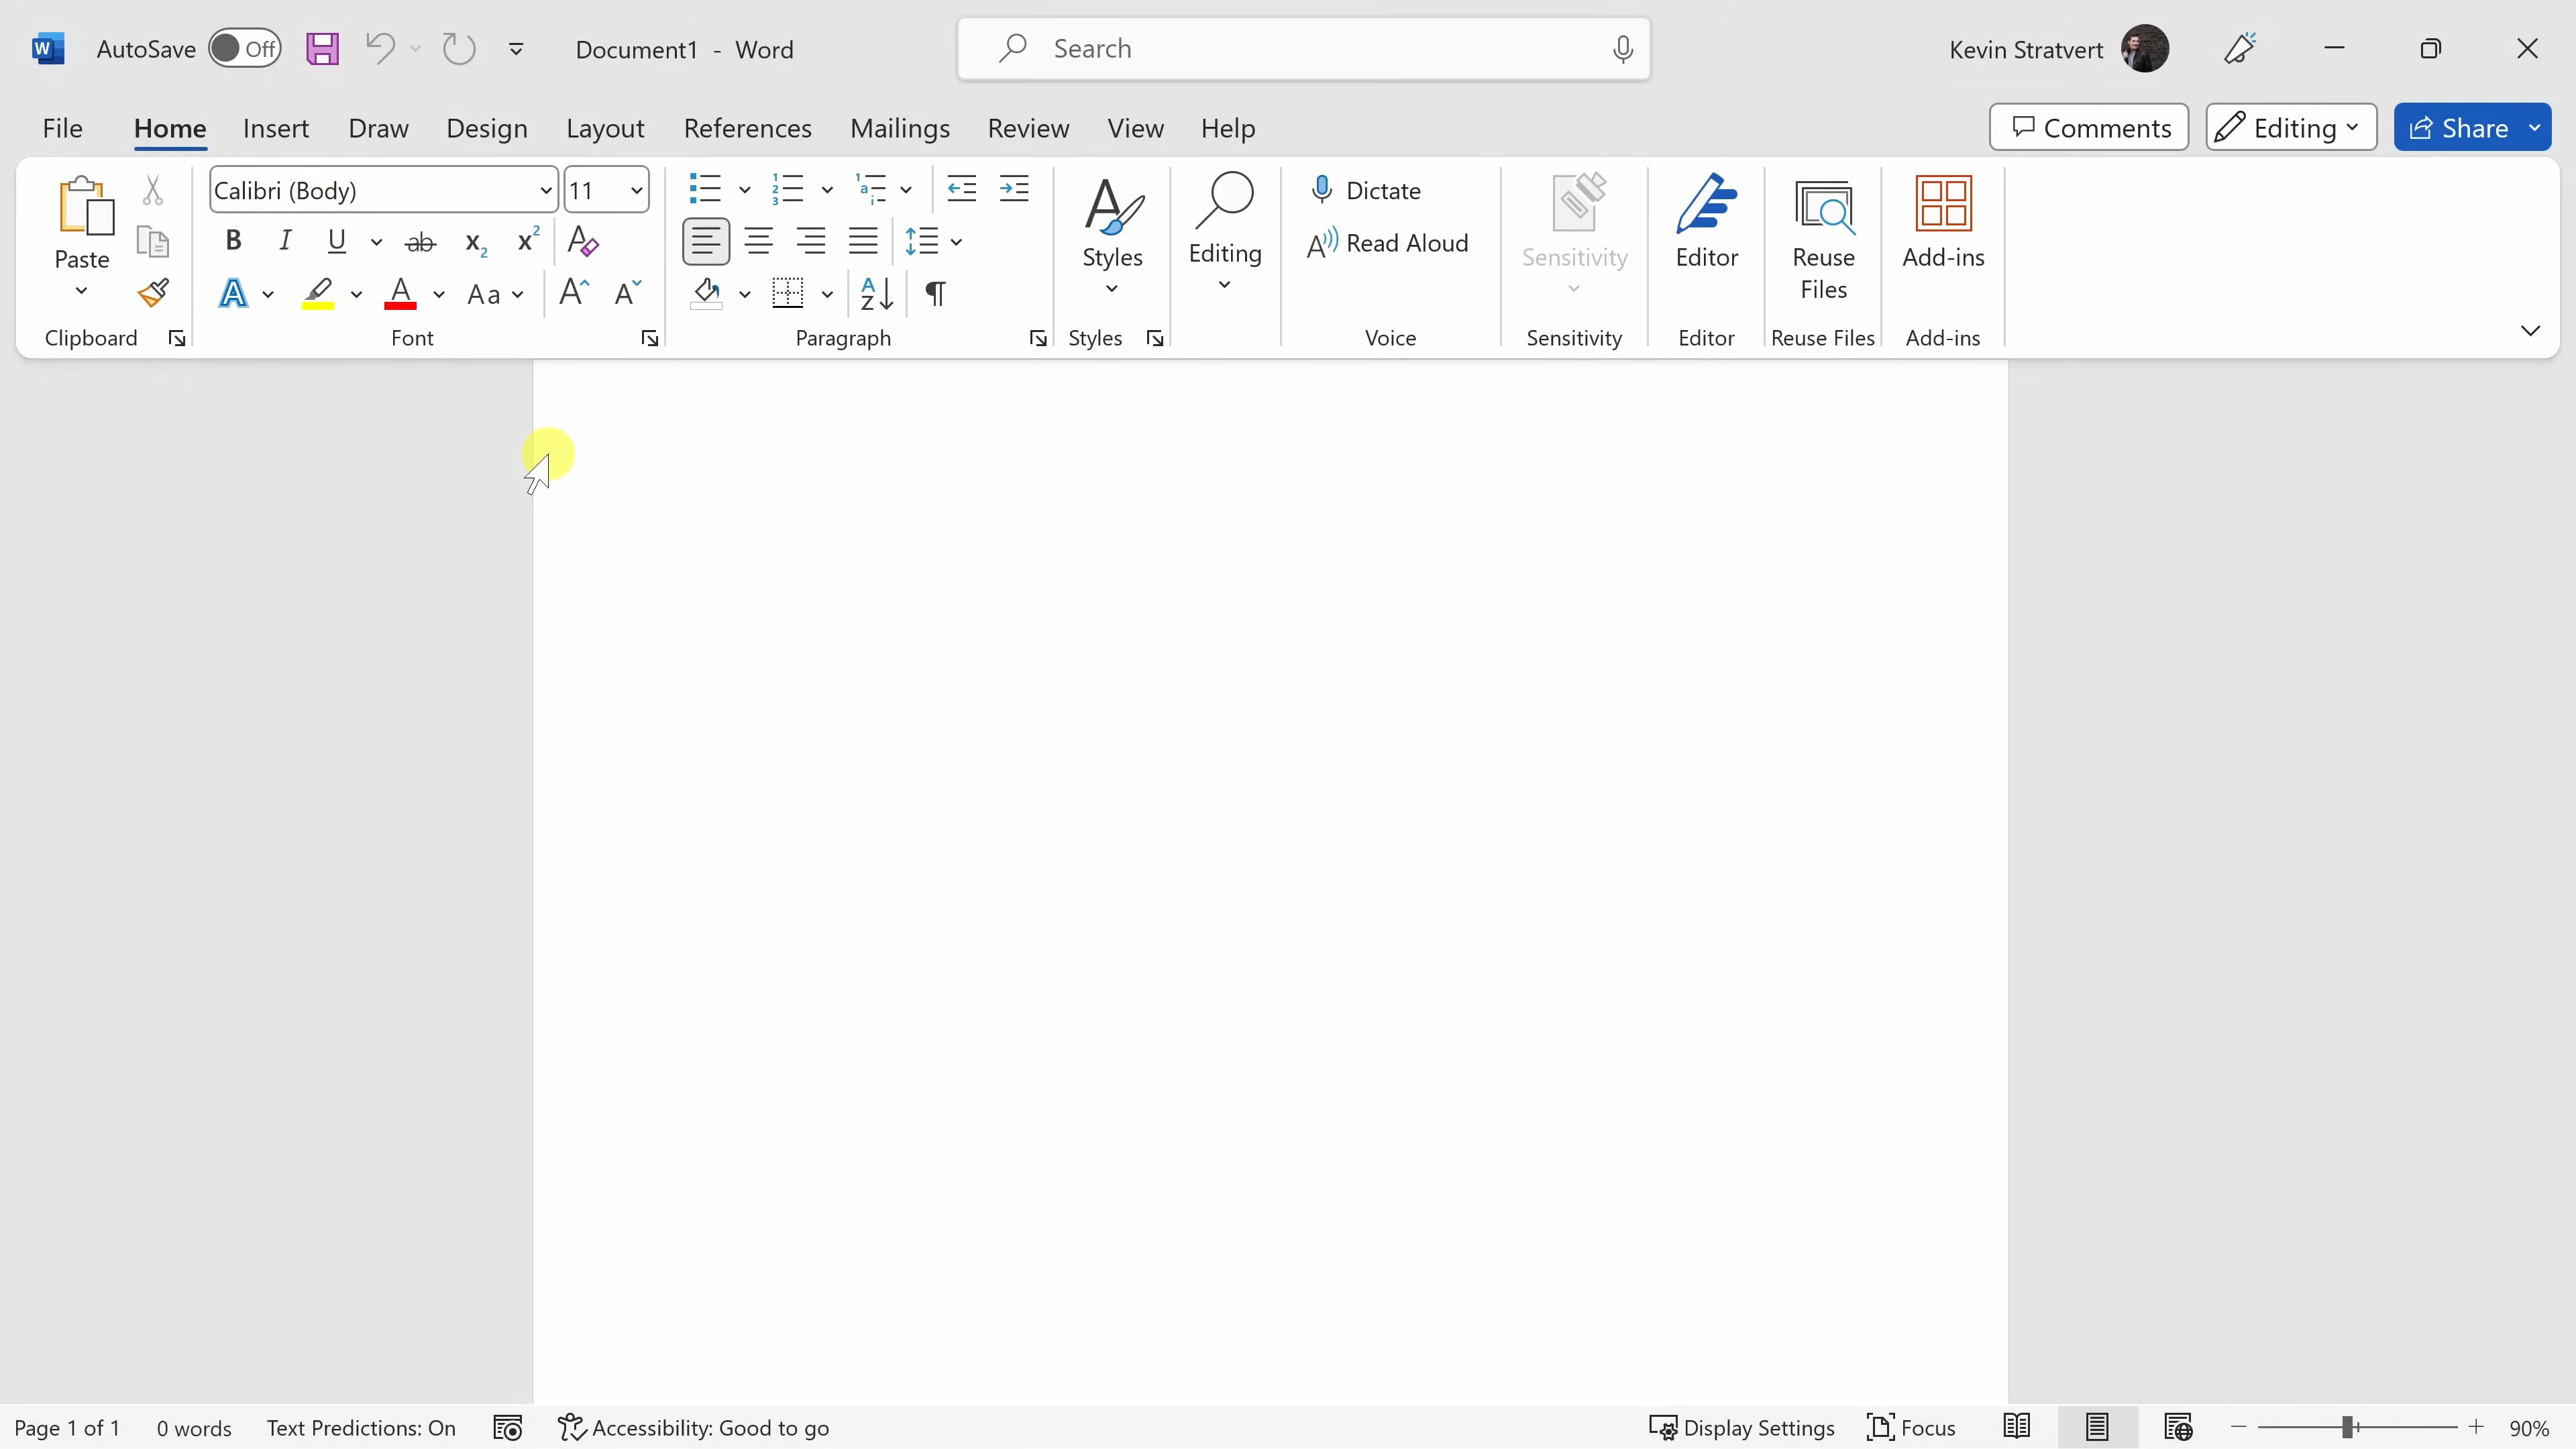 AutoSave Off Document1 - Word Search Kevin Stratvert
File Home Insert Draw Design Layout References Mailings Review View Help Comments Editing Share
Calibri (Body) 11
Paste
Styles
Editing
Dictate
Read Aloud
Sensitivity
Editor
Reuse
Files
Add-ins
Clipboard Font Paragraph Styles Voice Sensitivity Editor Reuse Files Add-ins
Page 1 of 1 0 words Text Predictions: On Accessibility: Good to go Display Settings Focus 90%